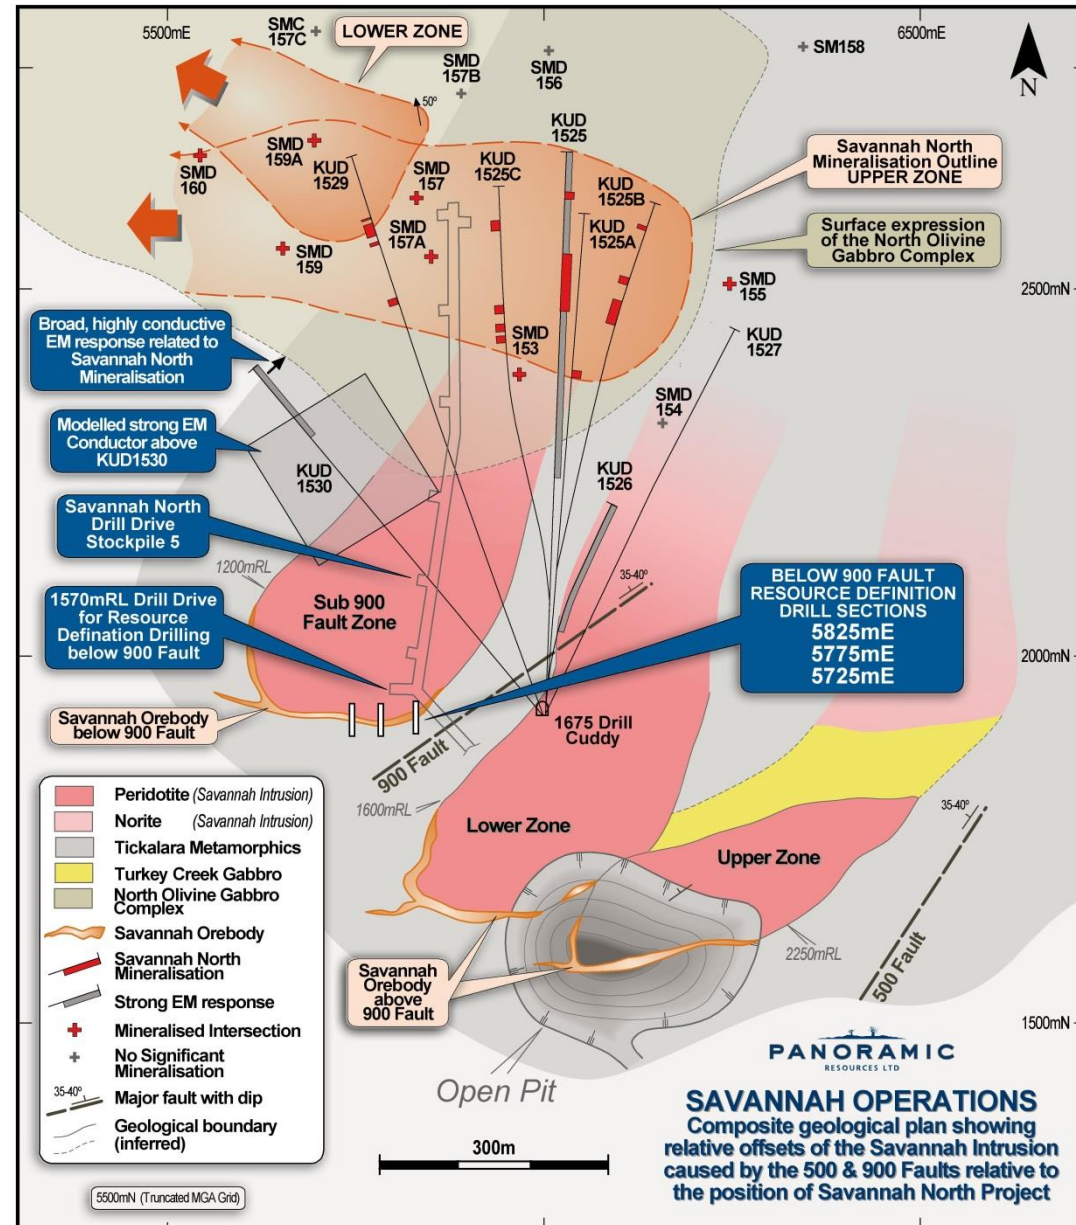 5500mE
6500mE
SMC
157C
LOWER ZONE
SMD
157B
SMD
156
SM158
N
50°
KUD
1525
SMD
159A
SMD
160
KUD
1529
SMD
157
KUD
1525C
KUD
1525B
KUD
1525A
Savannah North
Mineralisation Outline
UPPER ZONE
SMD
157A
SMD
159
Surface expression
of the North Olivine
Gabbro Complex
SMD
155
2500mN
Broad, highly conductive
EM response related to
Savannah North
Mineralisation
SMD
153
KUD
1527
SMD
154
Modelled strong EM
Conductor above
KUD1530
KUD
1530
KUD
1526
Savannah North
Drill Drive
Stockpile 5
1200mRL
35-40°
BELOW 900 FAULT
RESOURCE DEFINITION
DRILL SECTIONS
5825mE
5775mE
5725mE
1570mRL Drill Drive
for Resource
Defination Drilling
below 900 Fault
Sub 900
Fault Zone
2000mN
Savannah Orebody
below 900 Fault
1675 Drill
Cuddy
900 Fault
1600mRL
Lower Zone
Upper Zone
35-40°
2250mRL
500 Fault
Savannah
Orebody
above
900 Fault
1500mN
Open Pit
Peridotite (Savannah Intrusion)
Norite (Savannah Intrusion)
Tickalara Metamorphics
Turkey Creek Gabbro
North Olivine Gabbro
Complex
Savannah Orebody
Savannah North
Mineralisation
Strong EM response
Mineralised Intersection
No Significant
Mineralisation
35-40°
Major fault with dip
Geological boundary
(inferred)
5500mN (Truncated MGA Grid)
300m
PANORAMIC
RESOURCES LTD
SAVANNAH OPERATIONS
Composite geological plan showing
relative offsets of the Savannah Intrusion
caused by the 500 & 900 Faults relative to
the position of Savannah North Project